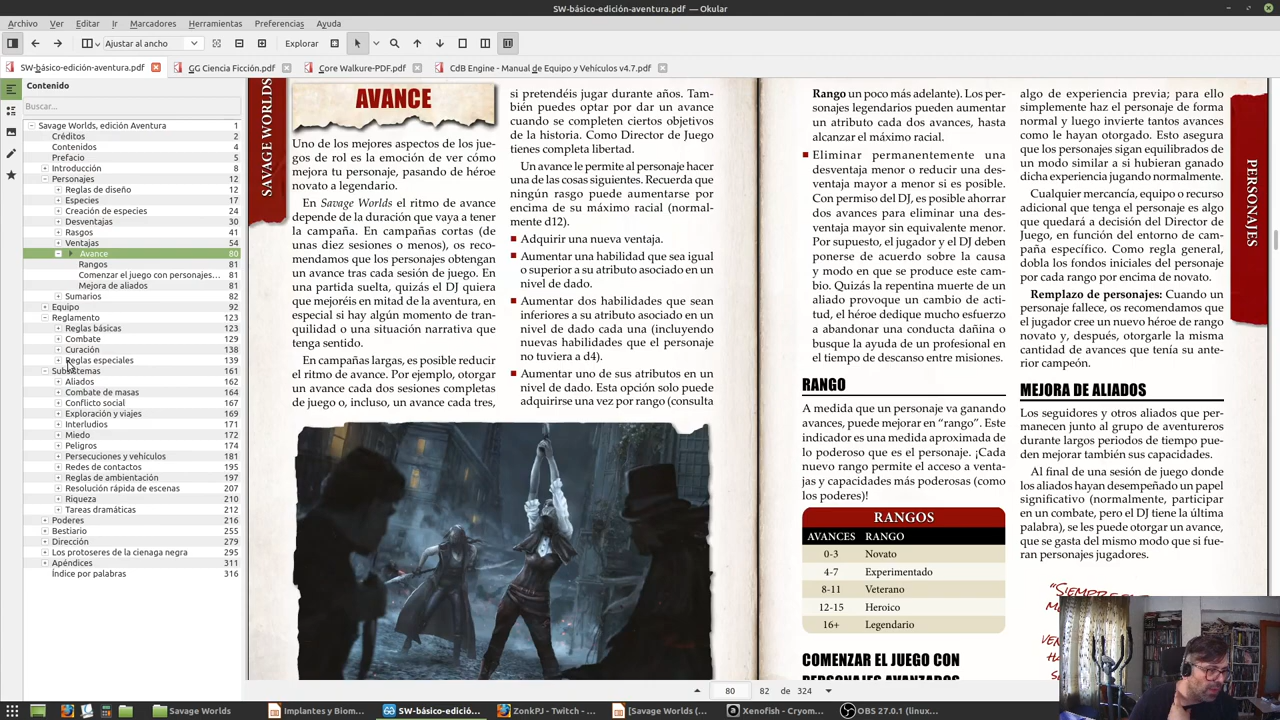 SW-básico-edición-aventura.pdf — Okular
Archivo Ver Editar Ir Marcadores Herramientas Preferencias Ayuda
Ajustar al ancho
Explorar
SW-básico-edición-aventura.pdf
GG Ciencia Ficción.pdf
Core Walkure-PDF.pdf
CdB Engine - Manual de Equipo y Vehículos v4.7.pdf
Contenido
Buscar...
Savage Worlds, edición Aventura 1
Créditos 2
Contenidos 4
Prefacio 5
Introducción 8
Personajes 12
Reglas de diseño 12
Especies 17
Creación de especies 24
Desventajas 30
Rasgos 41
Ventajas 54
Avance 80
Rangos 81
Comenzar el juego con personajes... 81
Mejora de aliados 81
Sumarios 82
Equipo 92
Reglamento 123
Reglas básicas 123
Combate 129
Curación 138
Reglas especiales 139
Subsistemas 161
Aliados 162
Combate de masas 164
Conflicto social 167
Exploración y viajes 169
Interludios 171
Miedo 172
Peligros 174
Persecuciones y vehículos 181
Redes de contactos 195
Reglas de ambientación 197
Resolución rápida de escenas 207
Riqueza 210
Tareas dramáticas 212
Poderes 216
Bestiario 255
Dirección 279
Los protoseres de la cienaga negra 295
Apéndices 311
Índice por palabras 316
SAVAGE WORLDS
AVANCE
Uno de los mejores aspectos de los jue-
gos de rol es la emoción de ver cómo
mejora tu personaje, pasando de héroe
novato a legendario.
En Savage Worlds el ritmo de avance
depende de la duración que vaya a tener
la campaña. En campañas cortas (de
unas diez sesiones o menos), os reco-
mendamos que los personajes obtengan
un avance tras cada sesión de juego. En
una partida suelta, quizás el DJ quiera
que mejoréis en mitad de la aventura, en
especial si hay algún momento de tran-
quilidad o una situación narrativa que
tenga sentido.
En campañas largas, es posible reducir
el ritmo de avance. Por ejemplo, otorgar
un avance cada dos sesiones completas
de juego o, incluso, un avance cada tres,
si pretendéis jugar durante años. Tam-
bién puedes optar por dar un avance
cuando se completen ciertos objetivos
de la historia. Como Director de Juego
tienes completa libertad.
Un avance le permite al personaje hacer
una de las cosas siguientes. Recuerda que
ningún rasgo puede aumentarse por
encima de su máximo racial (normal-
mente d12).
Adquirir una nueva ventaja.
Aumentar una habilidad que sea igual
o superior a su atributo asociado en un
nivel de dado.
Aumentar dos habilidades que sean
inferiores a su atributo asociado en un
nivel de dado cada una (incluyendo
nuevas habilidades que el personaje
no tuviera a d4).
Aumentar uno de sus atributos en un
nivel de dado. Esta opción solo puede
adquirirse una vez por rango (consulta
Rango un poco más adelante). Los per-
sonajes legendarios pueden aumentar
un atributo cada dos avances, hasta
alcanzar el máximo racial.
Eliminar permanentemente una
desventaja menor o reducir una des-
ventaja mayor a menor si es posible.
Con permiso del DJ, es posible ahorrar
dos avances para eliminar una des-
ventaja mayor sin equivalente menor.
Por supuesto, el jugador y el DJ deben
ponerse de acuerdo sobre la causa
y modo en que se produce este cam-
bio. Quizás la repentina muerte de un
aliado provoque un cambio de acti-
tud, el héroe dedique mucho esfuerzo
a abandonar una conducta dañina o
busque la ayuda de un profesional en
el tiempo de descanso entre misiones.
RANGO
A medida que un personaje va ganando
avances, puede mejorar en "rango". Este
indicador es una medida aproximada de
lo poderoso que es el personaje. ¡Cada
nuevo rango permite el acceso a venta-
jas y capacidades más poderosas (como
los poderes)!
RANGOS
AVANCES RANGO
0-3 Novato
4-7 Experimentado
8-11 Veterano
12-15 Heroico
16+ Legendario
COMENZAR EL JUEGO CON
PERSONAJES AVANZADOS
algo de experiencia previa; para ello
simplemente haz el personaje de forma
normal y luego invierte tantos avances
como le hayan otorgado. Esto asegura
que los personajes sigan equilibrados de
un modo similar a si hubieran ganado
dicha experiencia jugando normalmente.
Cualquier mercancía, equipo o recurso
adicional que tenga el personaje es algo
que quedará a decisión del Director de
Juego, en función del entorno de cam-
paña específico. Como regla general,
dobla los fondos iniciales del personaje
por cada rango por encima de novato.
Remplazo de personajes: Cuando un
personaje fallece, os recomendamos que
el jugador cree un nuevo héroe de rango
novato y, después, otorgarle la misma
cantidad de avances que tenía su ante-
rior campeón.
MEJORA DE ALIADOS
Los seguidores y otros aliados que per-
manecen junto al grupo de aventureros
durante largos periodos de tiempo pue-
den mejorar también sus capacidades.
Al final de una sesión de juego donde
los aliados hayan desempeñado un papel
significativo (normalmente, participar
en un combate, pero el DJ tiene la última
palabra), se les puede otorgar un avance,
que se gasta del mismo modo que si fue-
ran personajes jugadores.
"SIEMPRE
PERSONAJES
80 82 de 324
Savage Worlds
Implantes y Biom...
SW-básico-edició...
ZonkPJ - Twitch - ...
[Savage Worlds (...
Xenofish — Cryom...
OBS 27.0.1 (linux...